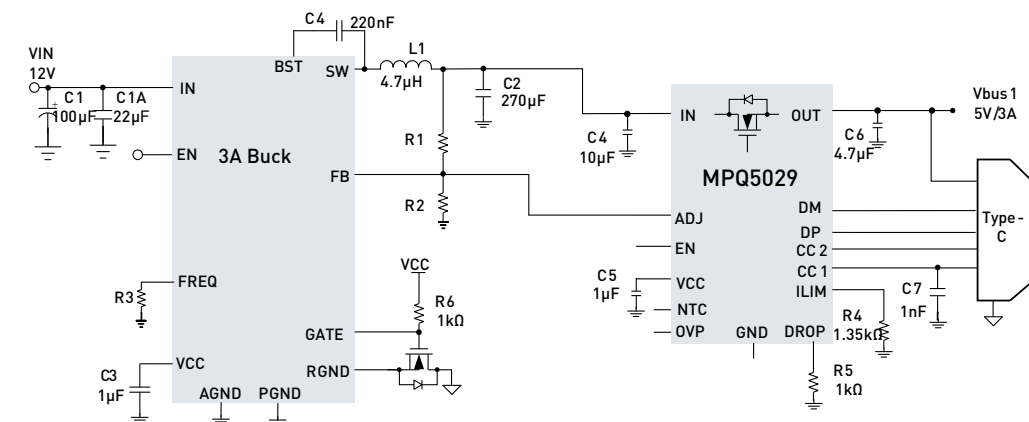 C4
220nF
VIN
12V
C1
100µF
C1A
22µF
IN
BST
SW
L1
4.7µH
C2
270µF
EN
3A Buck
R1
FB
R2
C4
10µF
IN
OUT
MPQ5029
C6
4.7µF
Vbus1
5V/3A
ADJ
EN
DM
DP
CC2
CC1
Type-
C
FREQ
R3
VCC
R6
1kΩ
C5
1µF
VCC
NTC
OVP
ILIM
C7
1nF
R4
1.35kΩ
GATE
GND
DROP
VCC
C3
1µF
RGND
R5
1kΩ
AGND
PGND